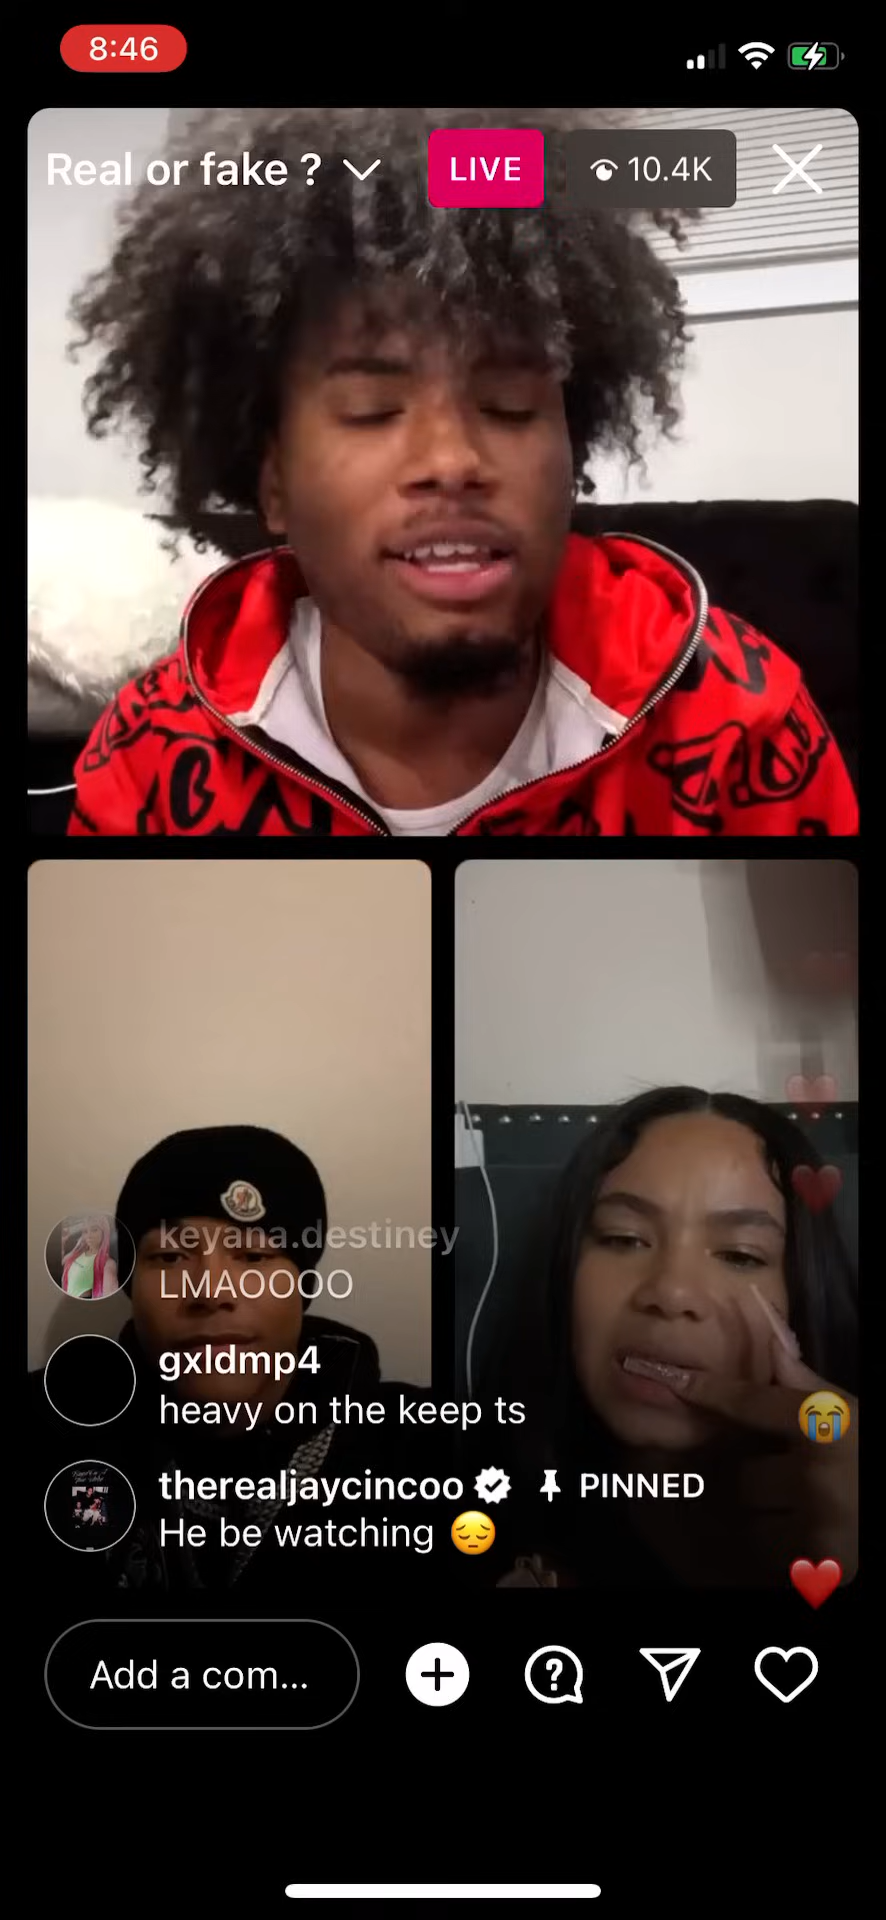 8:46
Real or fake ?
LIVE
10.4K
keyana.destiney
LMAOOOO
gxldmp4
heavy on the keep ts
therealjaycincoo PINNED
He be watching 😔
Add a com...